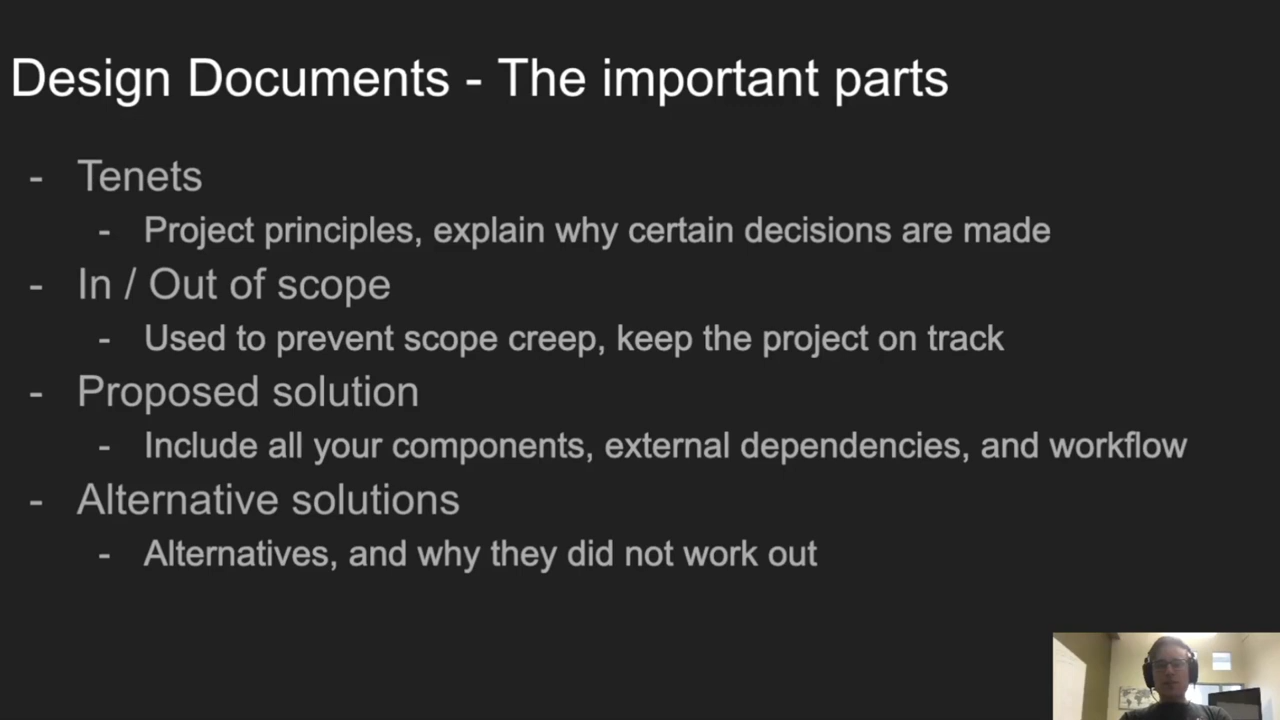 Design Documents - The important parts
- Tenets
- Project principles, explain why certain decisions are made
- In / Out of scope
- Used to prevent scope creep, keep the project on track
- Proposed solution
- Include all your components, external dependencies, and workflow
- Alternative solutions
- Alternatives, and why they did not work out